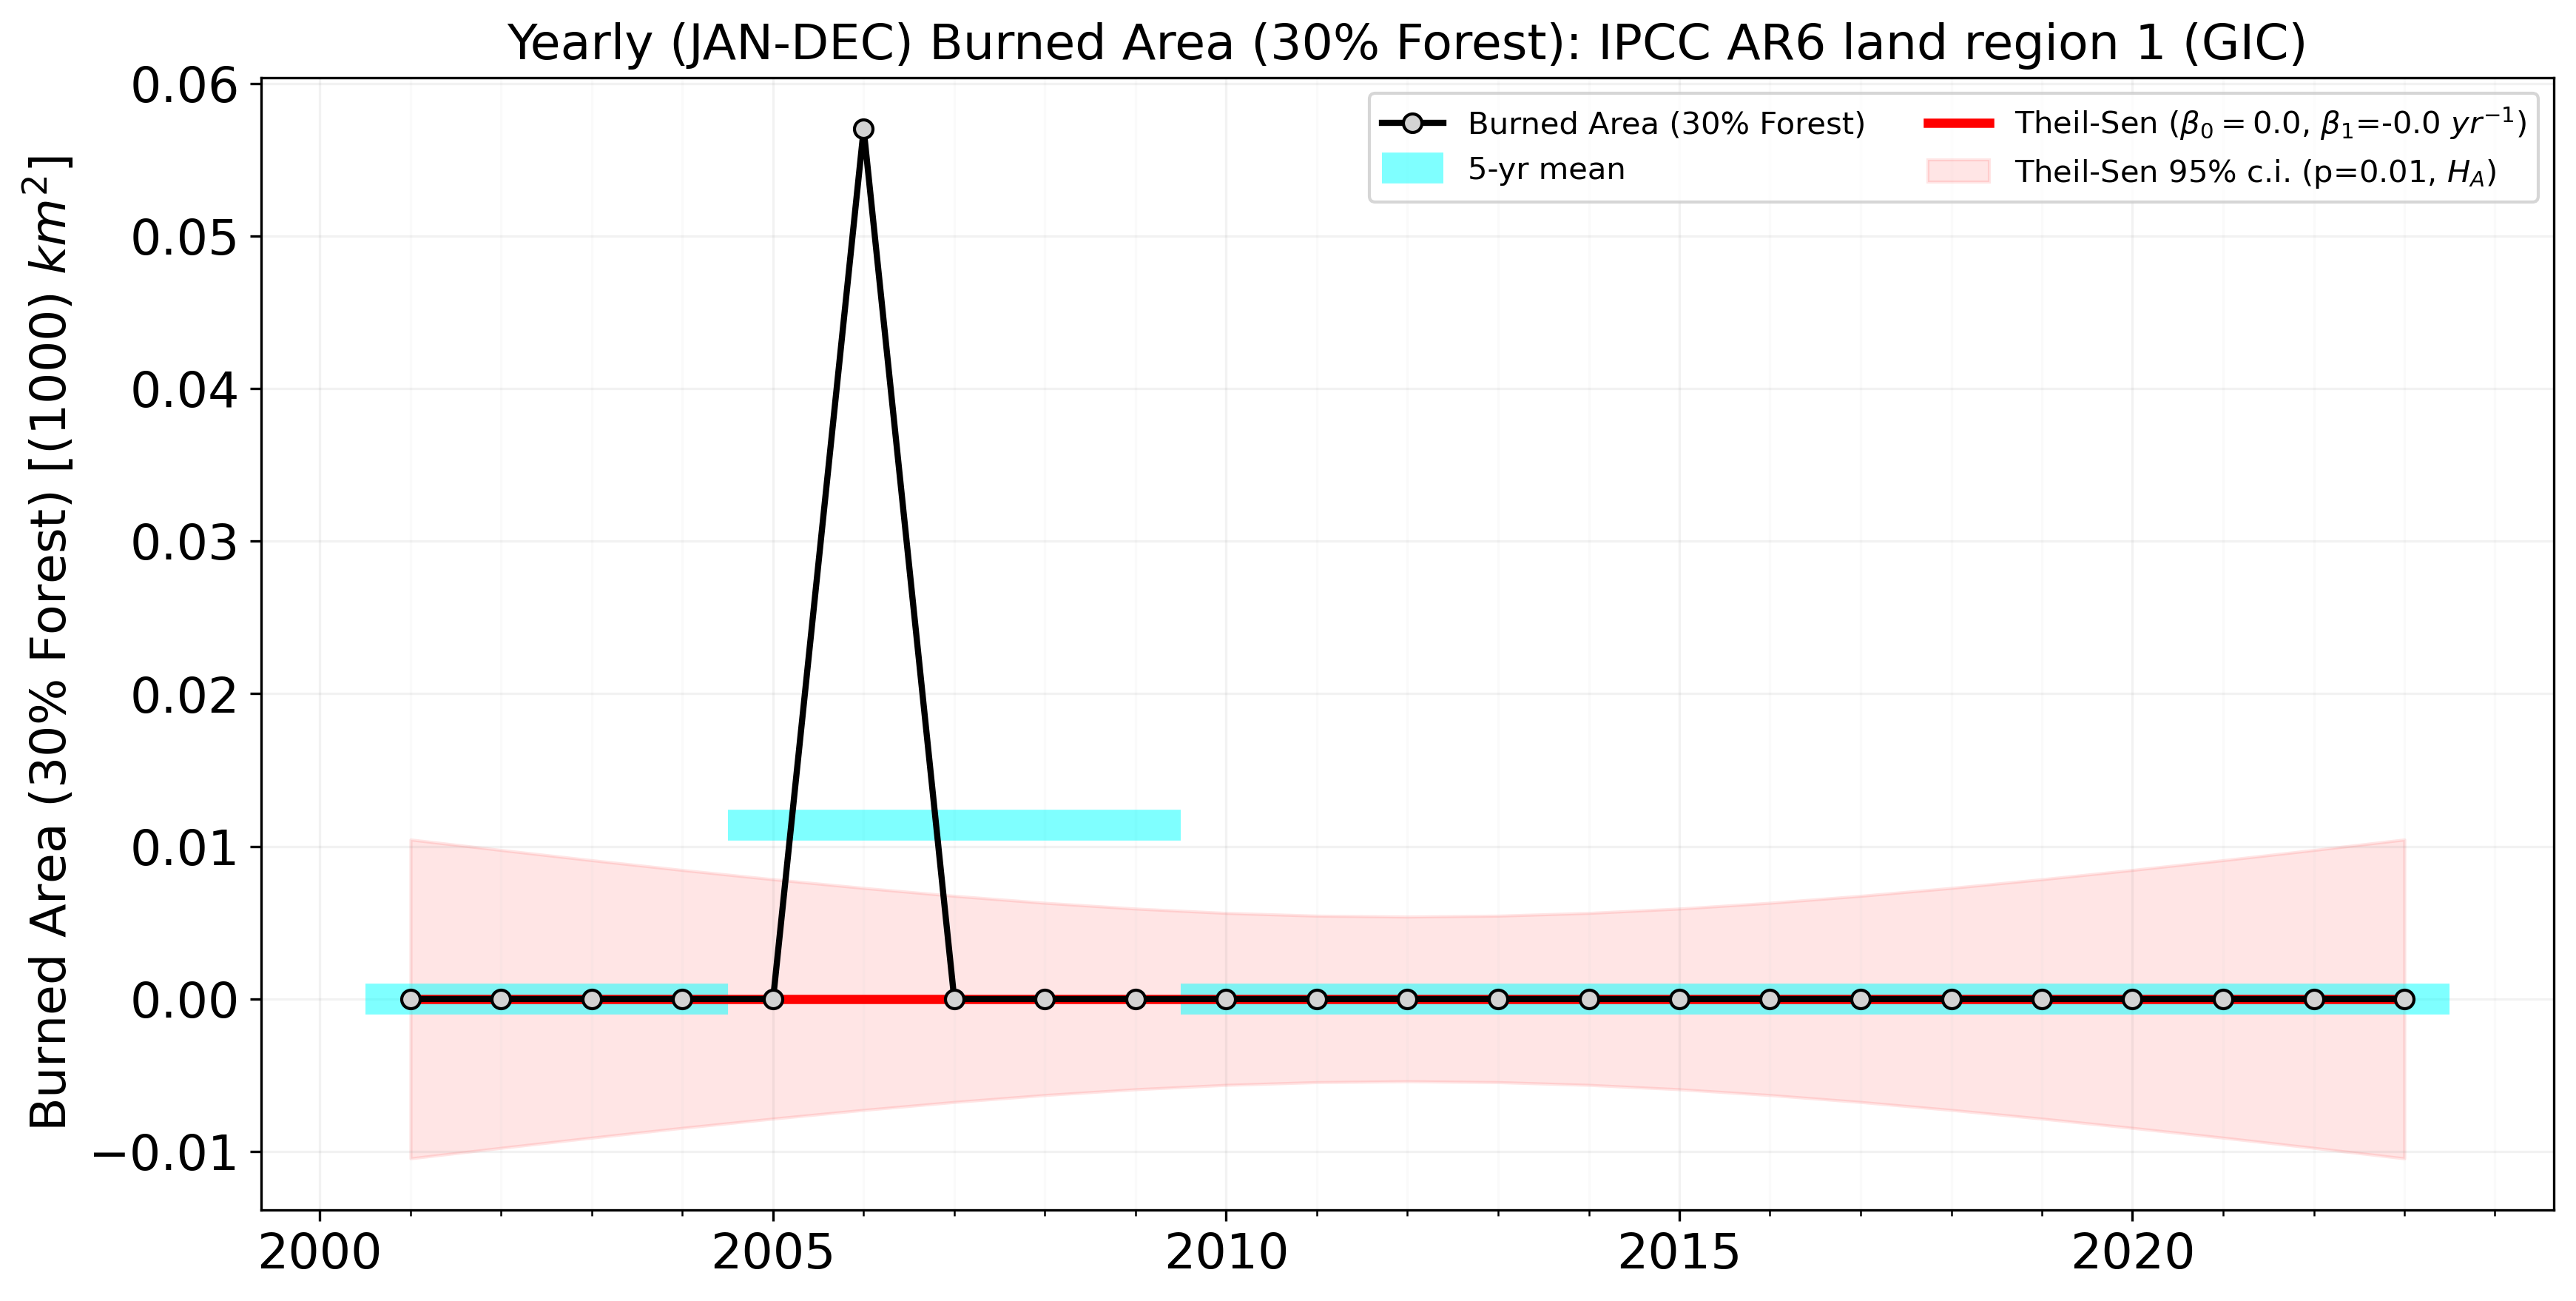 Yearly (JAN-DEC) Burned Area (30% Forest): IPCC AR6 land region 1 (GIC)
Burned Area (30% Forest) [(1000) km²]
0.06
0.05
0.04
0.03
0.02
0.01
0.00
−0.01
Burned Area (30% Forest)
5-yr mean
Theil-Sen (β₀ = 0.0, β₁=-0.0 yr⁻¹)
Theil-Sen 95% c.i. (p=0.01, H_A)
2000 2005 2010 2015 2020